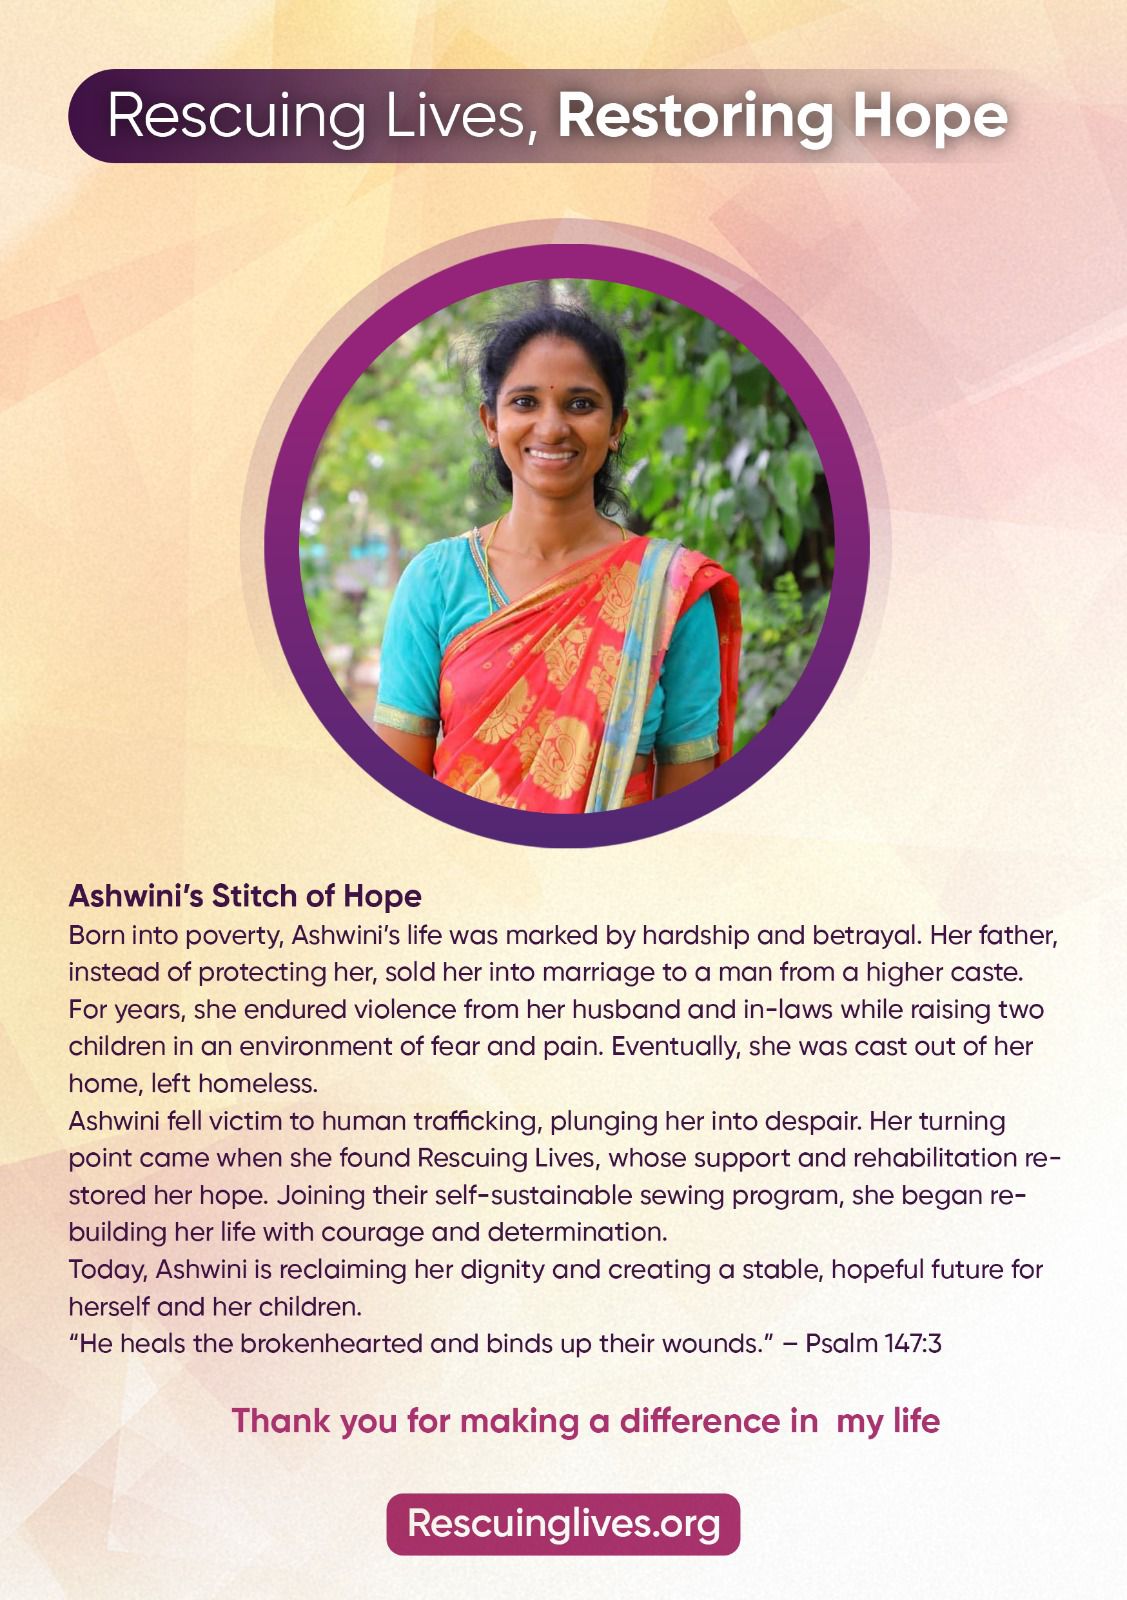 Rescuing Lives, Restoring Hope
Ashwini’s Stitch of Hope
Born into poverty, Ashwini’s life was marked by hardship and betrayal. Her father,
instead of protecting her, sold her into marriage to a man from a higher caste.
For years, she endured violence from her husband and in-laws while raising two
children in an environment of fear and pain. Eventually, she was cast out of her
home, left homeless.
Ashwini fell victim to human trafficking, plunging her into despair. Her turning
point came when she found Rescuing Lives, whose support and rehabilitation re-
stored her hope. Joining their self-sustainable sewing program, she began re-
building her life with courage and determination.
Today, Ashwini is reclaiming her dignity and creating a stable, hopeful future for
herself and her children.
“He heals the brokenhearted and binds up their wounds.” – Psalm 147:3
Thank you for making a difference in  my life
Rescuinglives.org